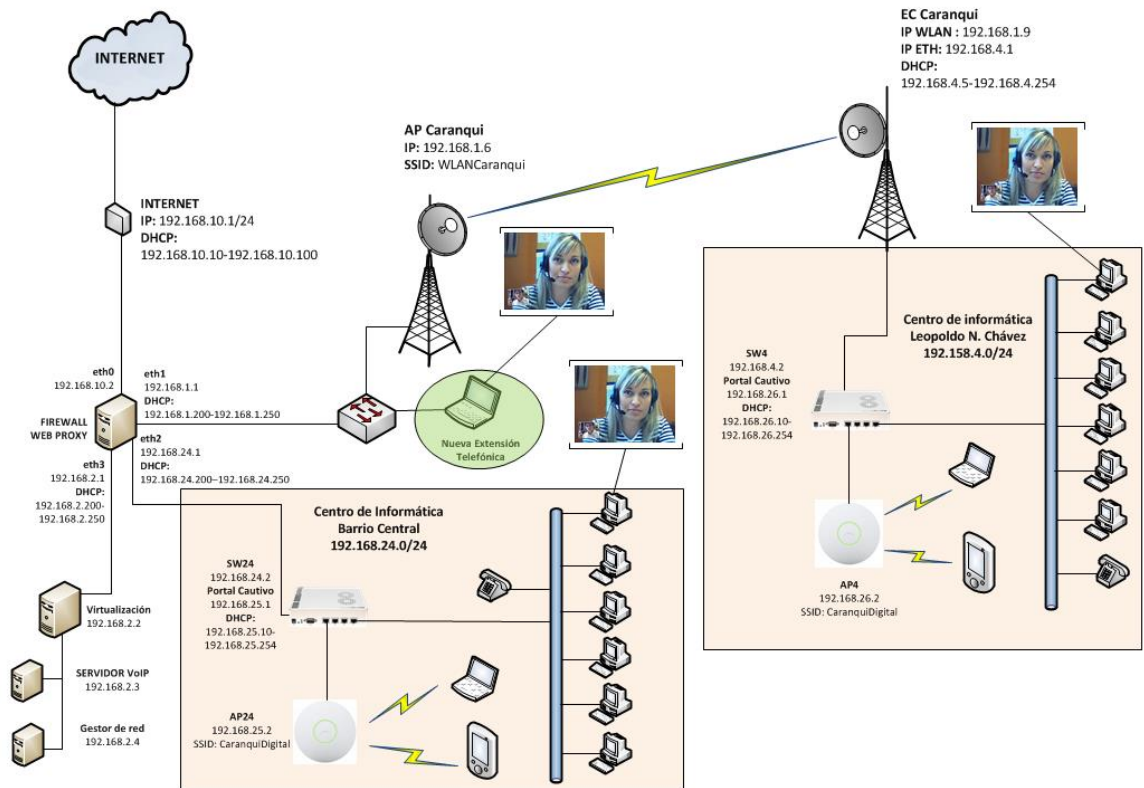 INTERNET
EC Caranqui
IP WLAN : 192.168.1.9
IP ETH: 192.168.4.1
DHCP:
192.168.4.5-192.168.4.254
AP Caranqui
IP: 192.168.1.6
SSID: WLANCaranqui
INTERNET
IP: 192.168.10.1/24
DHCP:
192.168.10.10-192.168.10.100
eth0
192.168.10.2
eth1
192.168.1.1
DHCP:
192.168.1.200-192.168.1.250
FIREWALL
WEB PROXY
eth2
192.168.24.1
DHCP:
192.168.24.200–192.168.24.250
eth3
192.168.2.1
DHCP:
192.168.2.200-
192.168.2.250
Nueva Extensión
Telefónica
Centro de informática
Leopoldo N. Chávez
192.158.4.0/24
SW4
192.168.4.2
Portal Cautivo
192.168.26.1
DHCP:
192.168.26.10-
192.168.26.254
AP4
192.168.26.2
SSID: CaranquiDigital
Centro de Informática
Barrio Central
192.168.24.0/24
SW24
192.168.24.2
Portal Cautivo
192.168.25.1
DHCP:
192.168.25.10-
192.168.25.254
AP24
192.168.25.2
SSID: CaranquiDigital
Virtualización
192.168.2.2
SERVIDOR VoIP
192.168.2.3
Gestor de red
192.168.2.4